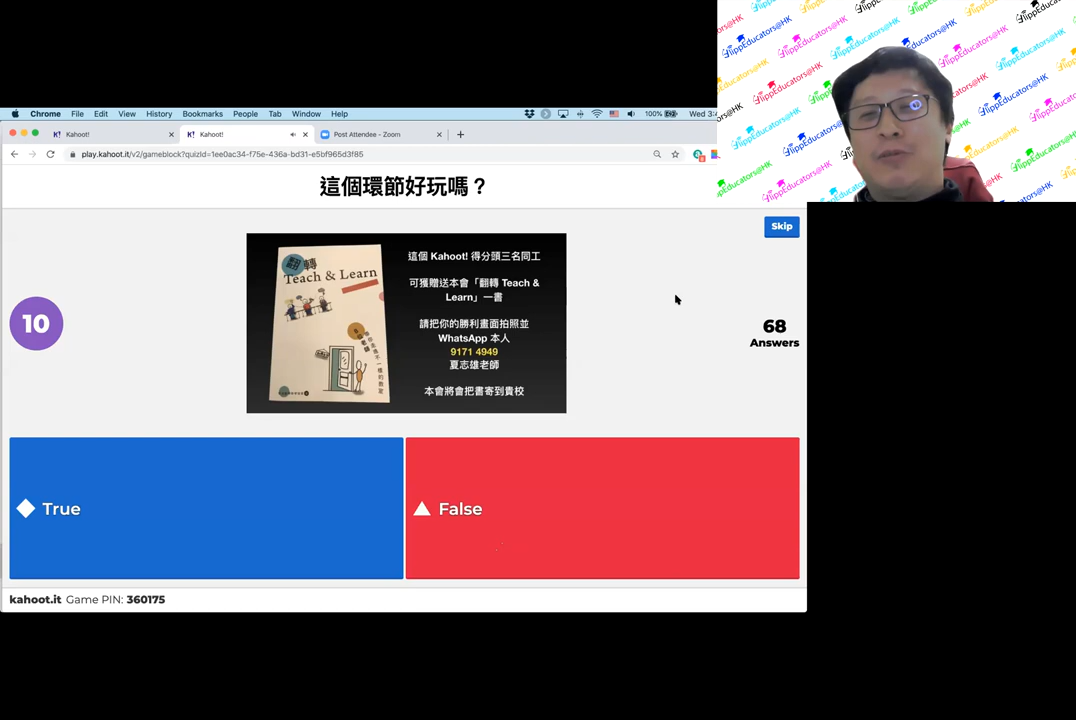 Chrome File Edit View History Bookmarks People Tab Window Help
100%
Kahoot!
Kahoot!
Post Attendee - Zoom
play.kahoot.it/v2/gameblock?quizId=1ee0ac34-f75e-436a-bd31-e5bf965d3f85
這個環節好玩嗎？
Skip
10
翻轉
Teach & Learn
這個 Kahoot! 得分頭三名同工
可獲贈送本會「翻轉 Teach &
Learn」一書
請把你的勝利畫面拍照並
WhatsApp 本人
9171 4949
夏志雄老師
本會將會把書寄到貴校
68
Answers
True
False
kahoot.it Game PIN: 360175
FlippEducators@HK